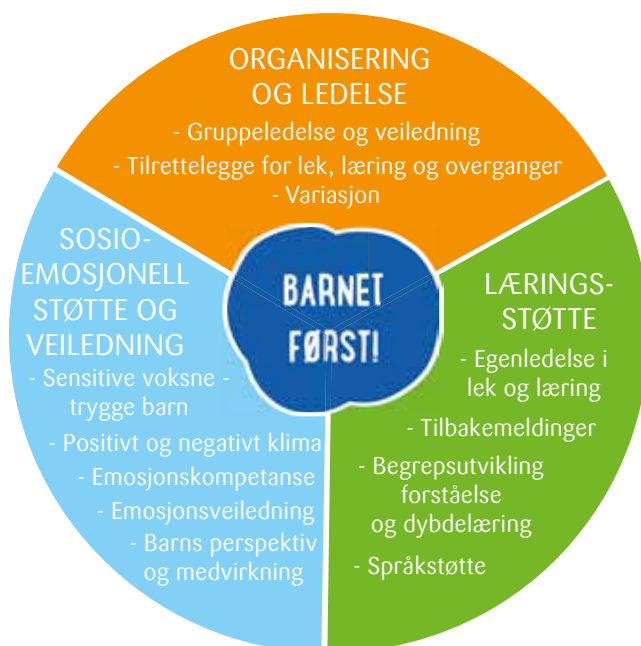 ORGANISERING
OG LEDELSE
- Gruppeledelse og veiledning
- Tilrettelegge for lek, læring og overganger
- Variasjon
SOSIO-
EMOSJONELL
STØTTE OG
VEILEDNING
- Sensitive voksne -
trygge barn
- Positivt og negativt klima
- Emosjonskompetanse
- Emosjonsveiledning
- Barns perspektiv
og medvirkning
BARNET
FØRST!
LÆRINGS-
STØTTE
- Egenledelse i
lek og læring
- Tilbakemeldinger
- Begrepsutvikling
forståelse
og dybdelæring
- Språkstøtte